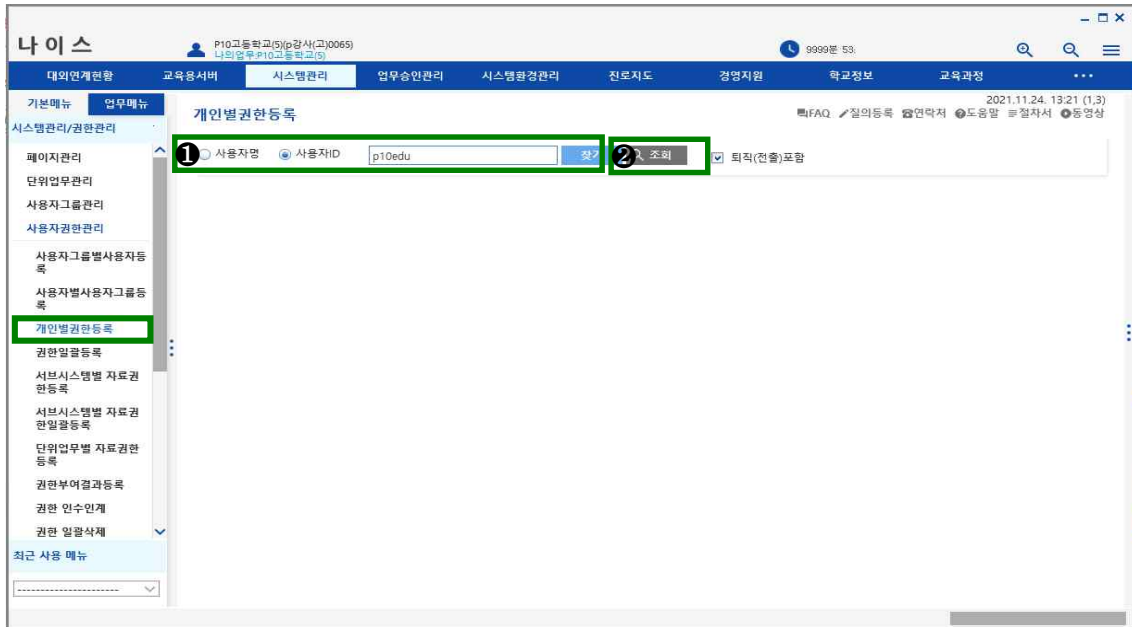 나이스
P10고등학교(5)(p강사(고)0065)
나의업무:P10고등학교(5)
9999분 53.
대외연계현황 교육용서버 시스템관리 업무승인관리 시스템환경관리 진로지도 경영지원 학교정보 교육과정 ...
기본메뉴 업무메뉴
시스템관리/권한관리
페이지관리
단위업무관리
사용자그룹관리
사용자권한관리
사용자그룹별사용자등
록
사용자별사용자그룹등
록
개인별권한등록
권한일괄등록
서브시스템별 자료권
한등록
서브시스템별 자료권
한일괄등록
단위업무별 자료권한
등록
권한부여결과등록
권한 인수인계
권한 일괄삭제
최근 사용 메뉴
----------------------
개인별권한등록
2021.11.24. 13:21 (1,3)
FAQ 질의등록 연락처 도움말 절차서 동영상
❶ 사용자명 사용자ID p10edu 찾기 ❷ 조회 퇴직(전출)포함